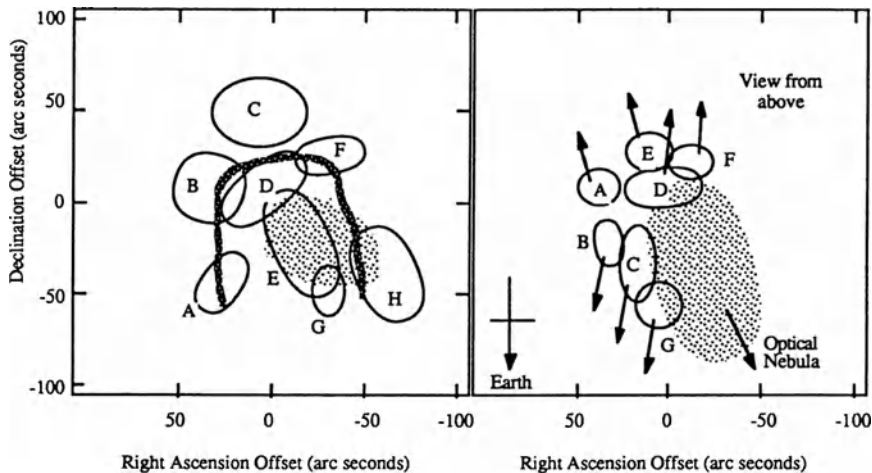 100
50
0
-50
-100
Declination Offset (arc seconds)
C
B
D
F
A
E
G
H
50
0
-50
-100
Right Ascension Offset (arc seconds)
View from
above
E
F
A
D
B
C
G
Earth
Optical
Nebula
50
0
-50
-100
Right Ascension Offset (arc seconds)